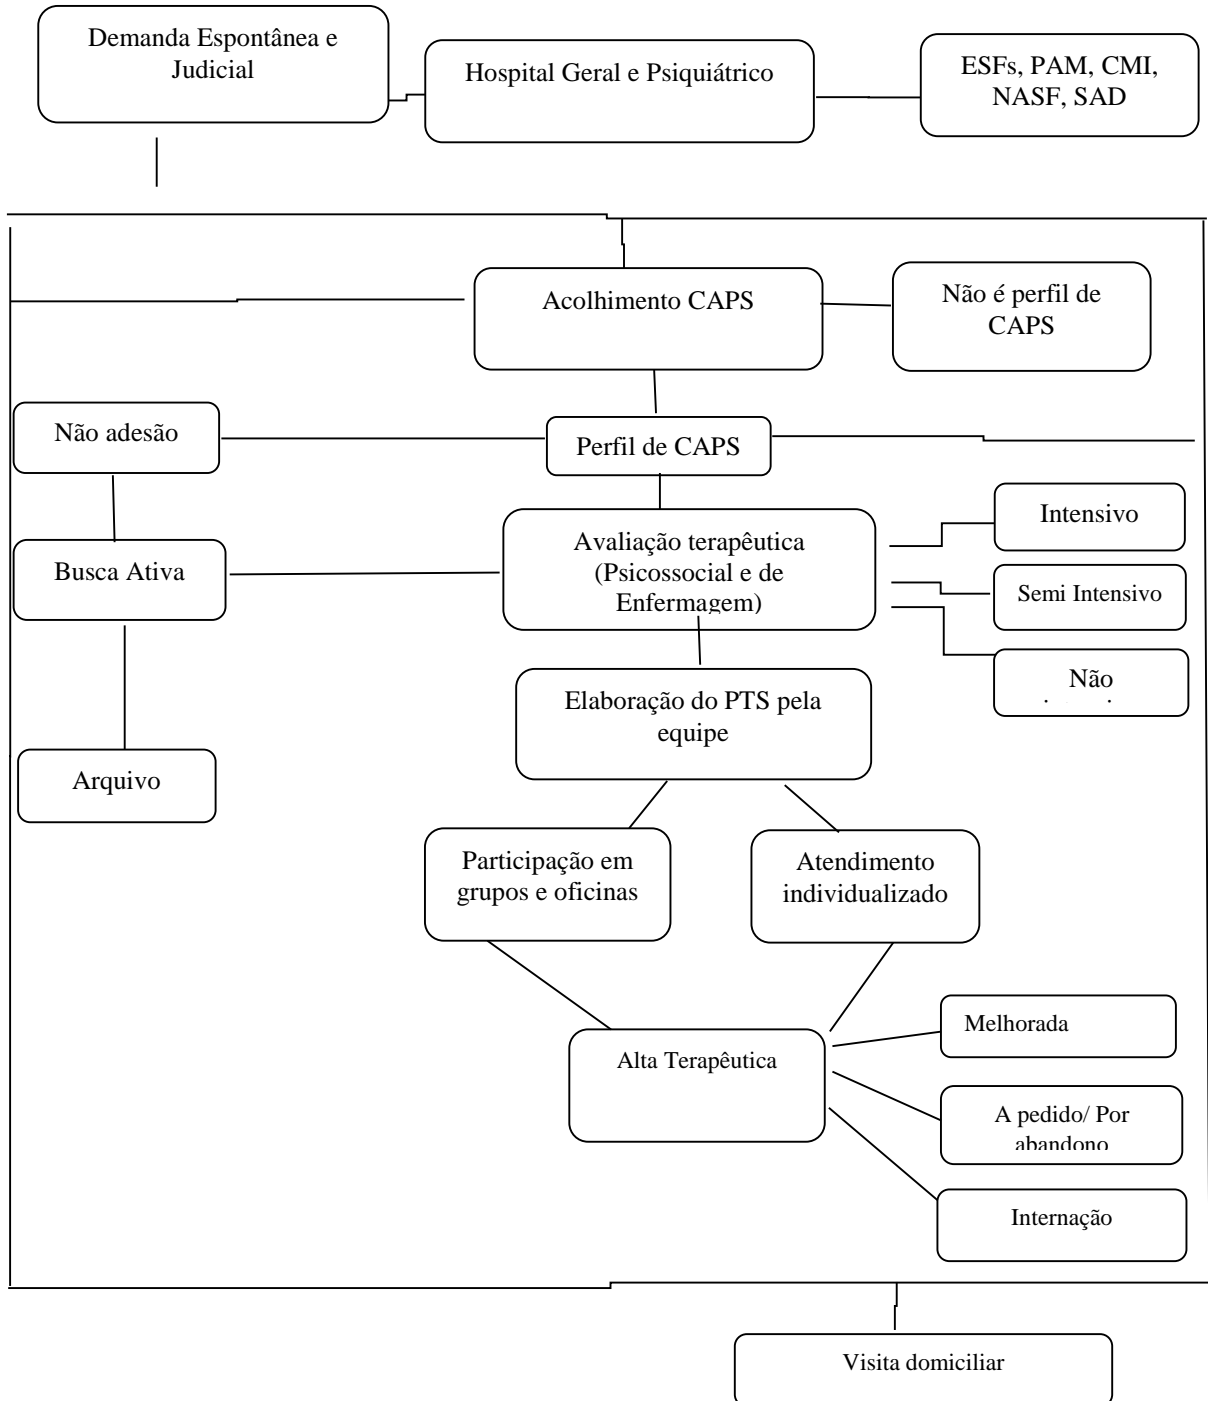 Demanda Espontânea e
Judicial
Hospital Geral e Psiquiátrico
ESFs, PAM, CMI,
NASF, SAD
Acolhimento CAPS
Não é perfil de
CAPS
Não adesão
Perfil de CAPS
Intensivo
Avaliação terapêutica
(Psicossocial e de
Enfermagem)
Busca Ativa
Semi Intensivo
Não
Elaboração do PTS pela
equipe
Arquivo
Participação em
grupos e oficinas
Atendimento
individualizado
Melhorada
Alta Terapêutica
A pedido/ Por
abandono
Internação
Visita domiciliar